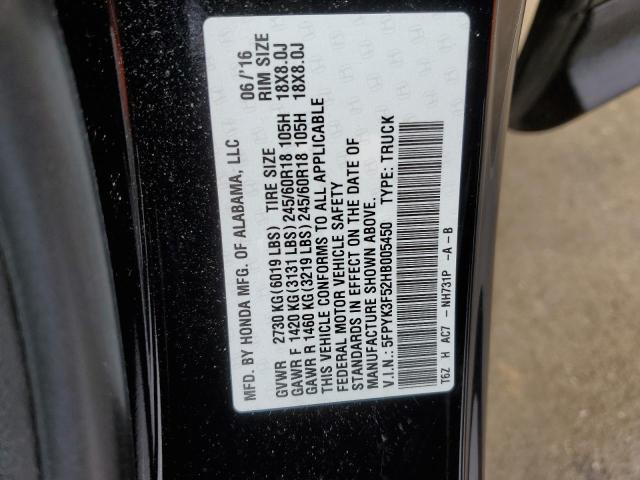 MFD. BY HONDA MFG. OF ALABAMA, LLC 06/'16
GVWR 2730 KG(6019 LBS) TIRE SIZE RIM SIZE
GAWR F 1420 KG(3131 LBS) 245/60R18 105H 18X8.0J
GAWR R 1460 KG(3219 LBS) 245/60R18 105H 18X8.0J
THIS VEHICLE CONFORMS TO ALL APPLICABLE
FEDERAL MOTOR VEHICLE SAFETY
STANDARDS IN EFFECT ON THE DATE OF
MANUFACTURE SHOWN ABOVE.
V.I.N.: 5FPYK3F52HB005450 TYPE: TRUCK
T6Z H AC7 - NH731P -A-B